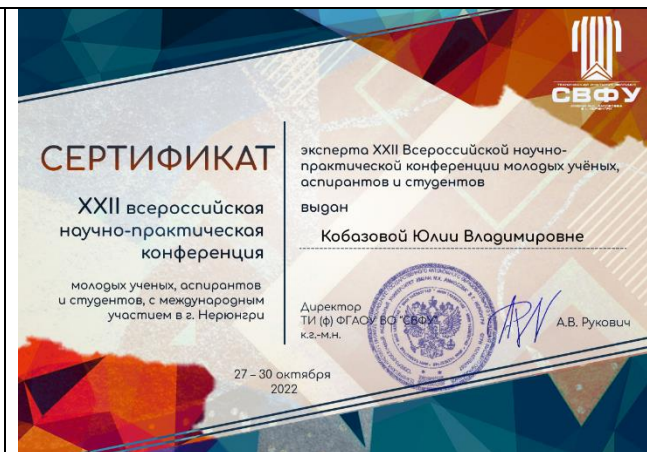 СВФУ
СЕРТИФИКАТ
XXII всероссийская
научно-практическая
конференция
молодых ученых, аспирантов
и студентов, с международным
участием в г. Нерюнгри
27 – 30 октября
2022
эксперта XXII Всероссийской научно-
практической конференции молодых учёных,
аспирантов и студентов
выдан
Кобазовой Юлии Владимировне
Директор
ТИ (ф) ФГАОУ ВО "СВФУ"
к.г.-м.н.
А.В. Рукович